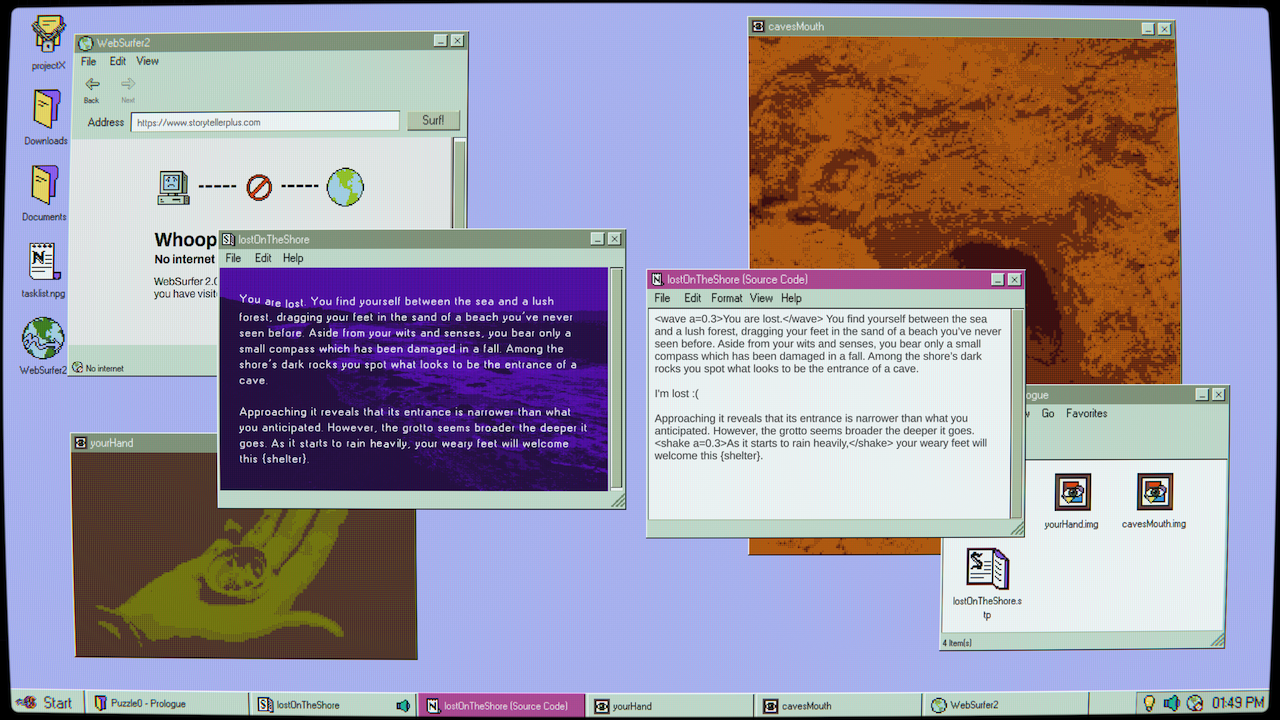 projectX
Downloads
Documents
tasklist.npg
WebSurfer2
WebSurfer2
File Edit View
Back Next
Address https://www.storytellerplus.com Surf!
Whoop
No internet
WebSurfer 2.0
you have visite
No internet
cavesMouth
lostOnTheShore
File Edit Help
You are lost. You find yourself between the sea and a lush
forest, dragging your feet in the sand of a beach you've never
seen before. Aside from your wits and senses, you bear only a
small compass which has been damaged in a fall. Among the
shore's dark rocks you spot what looks to be the entrance of a
cave.
Approaching it reveals that its entrance is narrower than what
you anticipated. However, the grotto seems broader the deeper it
goes. As it starts to rain heavily, your weary feet will welcome
this {shelter}.
lostOnTheShore (Source Code)
File Edit Format View Help
<wave a=0.3>You are lost.</wave> You find yourself between the sea
and a lush forest, dragging your feet in the sand of a beach you've never
seen before. Aside from your wits and senses, you bear only a small
compass which has been damaged in a fall. Among the shore's dark
rocks you spot what looks to be the entrance of a cave.
I'm lost :(
Approaching it reveals that its entrance is narrower than what you
anticipated. However, the grotto seems broader the deeper it goes.
<shake a=0.3>As it starts to rain heavily,</shake> your weary feet will
welcome this {shelter}.
yourHand
logue
Go Favorites
yourHand.img
cavesMouth.img
lostOnTheShore.s
tp
4 Item(s)
Start
Puzzle0 - Prologue
lostOnTheShore
lostOnTheShore (Source Code)
yourHand
cavesMouth
WebSurfer2
01:49 PM